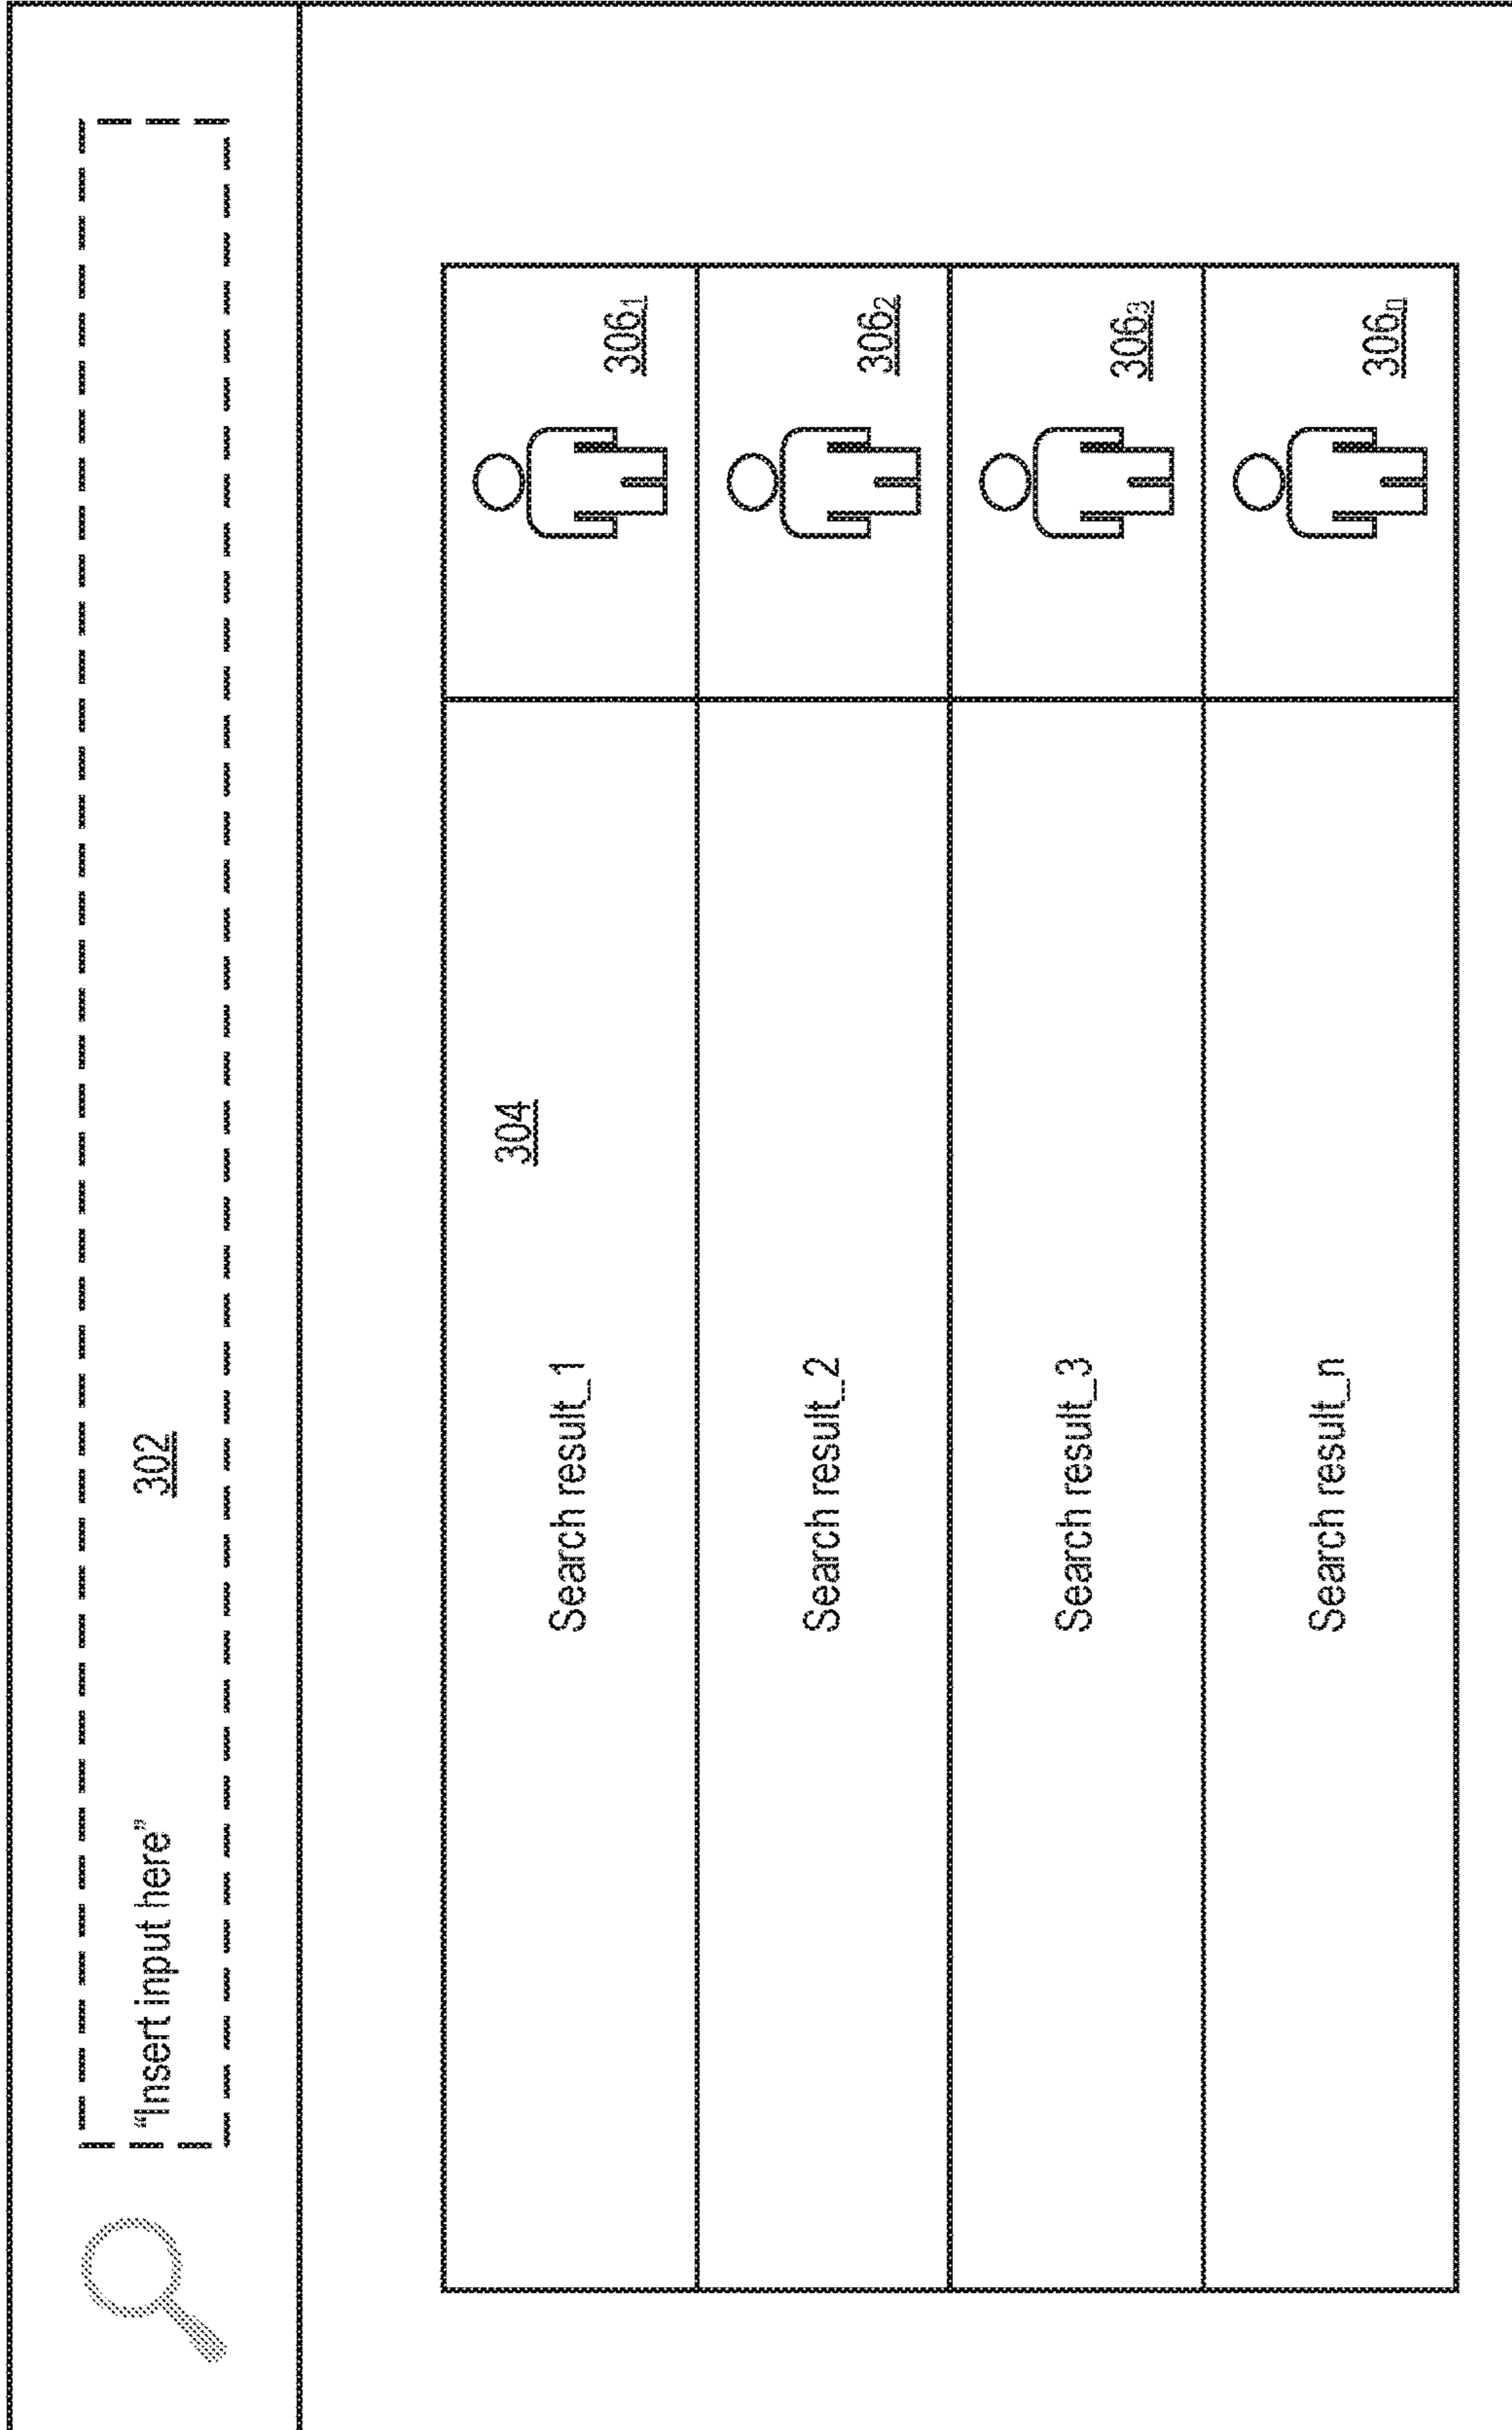 "Insert input here" 302
304
Search result_1 306₁
Search result_2 306₂
Search result_3 306₃
Search result_n 306ₙ